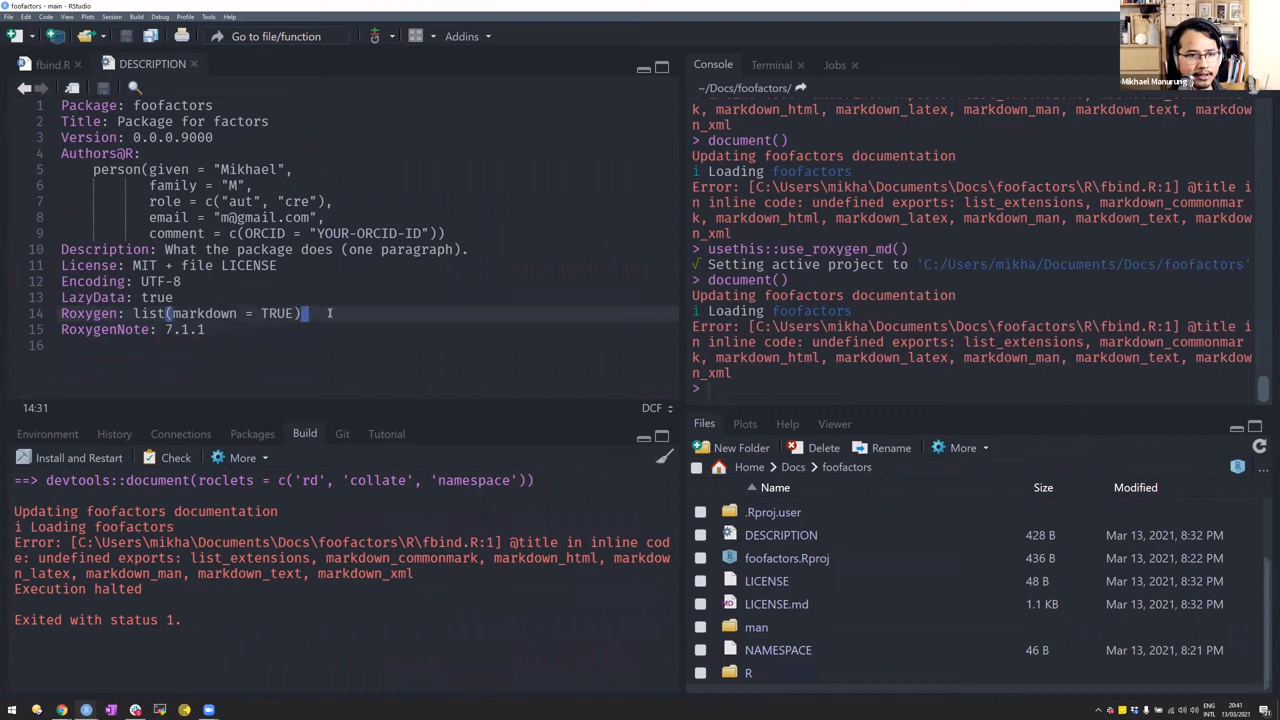 foofactors - main - RStudio
File Edit Code View Plots Session Build Debug Profile Tools Help
Go to file/function
Addins
fbind.R
DESCRIPTION
1 Package: foofactors
2 Title: Package for factors
3 Version: 0.0.0.9000
4 Authors@R:
5 person(given = "Mikhael",
6 family = "M",
7 role = c("aut", "cre"),
8 email = "m@gmail.com",
9 comment = c(ORCID = "YOUR-ORCID-ID"))
10 Description: What the package does (one paragraph).
11 License: MIT + file LICENSE
12 Encoding: UTF-8
13 LazyData: true
14 Roxygen: list(markdown = TRUE)
15 RoxygenNote: 7.1.1
16
14:31
DCF
Environment History Connections Packages Build Git Tutorial
Install and Restart Check More
==> devtools::document(roclets = c('rd', 'collate', 'namespace'))
Updating foofactors documentation
i Loading foofactors
Error: [C:\Users\mikha\Documents\Docs\foofactors\R\fbind.R:1] @title in inline cod
e: undefined exports: list_extensions, markdown_commonmark, markdown_html, markdow
n_latex, markdown_man, markdown_text, markdown_xml
Execution halted
Exited with status 1.
Console Terminal Jobs
Mikhael Manurung
~/Docs/foofactors/
k, markdown_html, markdown_latex, markdown_man, markdown_text, markdow
n_xml
> document()
Updating foofactors documentation
i Loading foofactors
Error: [C:\Users\mikha\Documents\Docs\foofactors\R\fbind.R:1] @title i
n inline code: undefined exports: list_extensions, markdown_commonmar
k, markdown_html, markdown_latex, markdown_man, markdown_text, markdow
n_xml
> usethis::use_roxygen_md()
√ Setting active project to 'C:/Users/mikha/Documents/Docs/foofactors'
> document()
Updating foofactors documentation
i Loading foofactors
Error: [C:\Users\mikha\Documents\Docs\foofactors\R\fbind.R:1] @title i
n inline code: undefined exports: list_extensions, markdown_commonmar
k, markdown_html, markdown_latex, markdown_man, markdown_text, markdow
n_xml
>
Files Plots Help Viewer
New Folder Delete Rename More
Home Docs foofactors
Name Size Modified
.Rproj.user
DESCRIPTION 428 B Mar 13, 2021, 8:32 PM
foofactors.Rproj 436 B Mar 13, 2021, 8:22 PM
LICENSE 48 B Mar 13, 2021, 8:32 PM
LICENSE.md 1.1 KB Mar 13, 2021, 8:32 PM
man
NAMESPACE 46 B Mar 13, 2021, 8:21 PM
R
ENG
INTL
20:41
13/03/2021